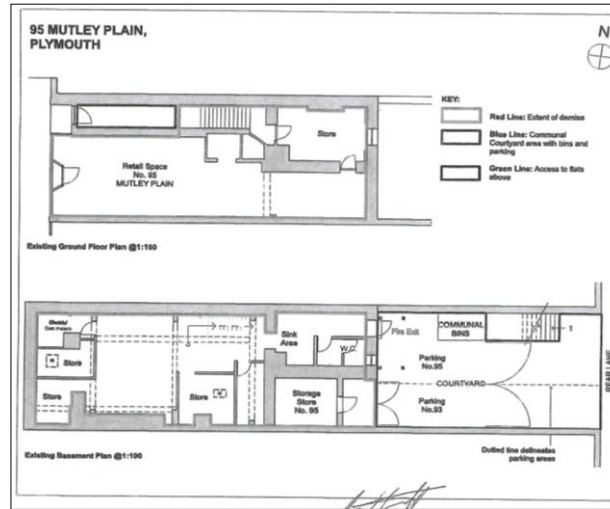 95 MUTLEY PLAIN,
PLYMOUTH
N
KEY:
Red Line: Extent of demise
Blue Line: Communal
Courtyard area with bins and
parking
Green Line: Access to flats
above
Store
Retail Space
No. 95
MUTLEY PLAIN
Existing Ground Floor Plan @1:100
Gas meters
Store
Store
Store
Sink
Area
W.C.
Storage
Store
No. 95
Fire Exit
COMMUNAL
BINS
Parking
No.95
COURTYARD
Parking
No.93
REAR LANE
Existing Basement Plan @1:100
Dotted line delineates
parking areas